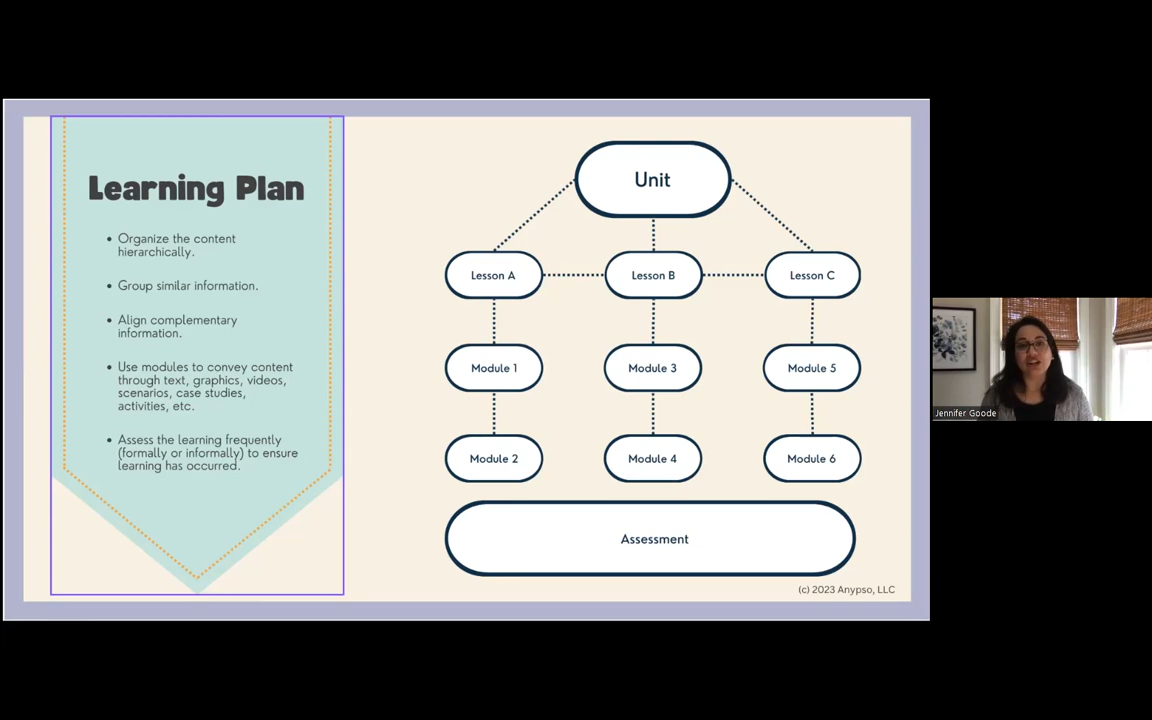 Learning Plan
• Organize the content
hierarchically.
• Group similar information.
• Align complementary
information.
• Use modules to convey content
through text, graphics, videos,
scenarios, case studies,
activities, etc.
• Assess the learning frequently
(formally or informally) to ensure
learning has occurred.
Unit
Lesson A
Lesson B
Lesson C
Module 1
Module 3
Module 5
Module 2
Module 4
Module 6
Assessment
(c) 2023 Anypso, LLC
Jennifer Goode